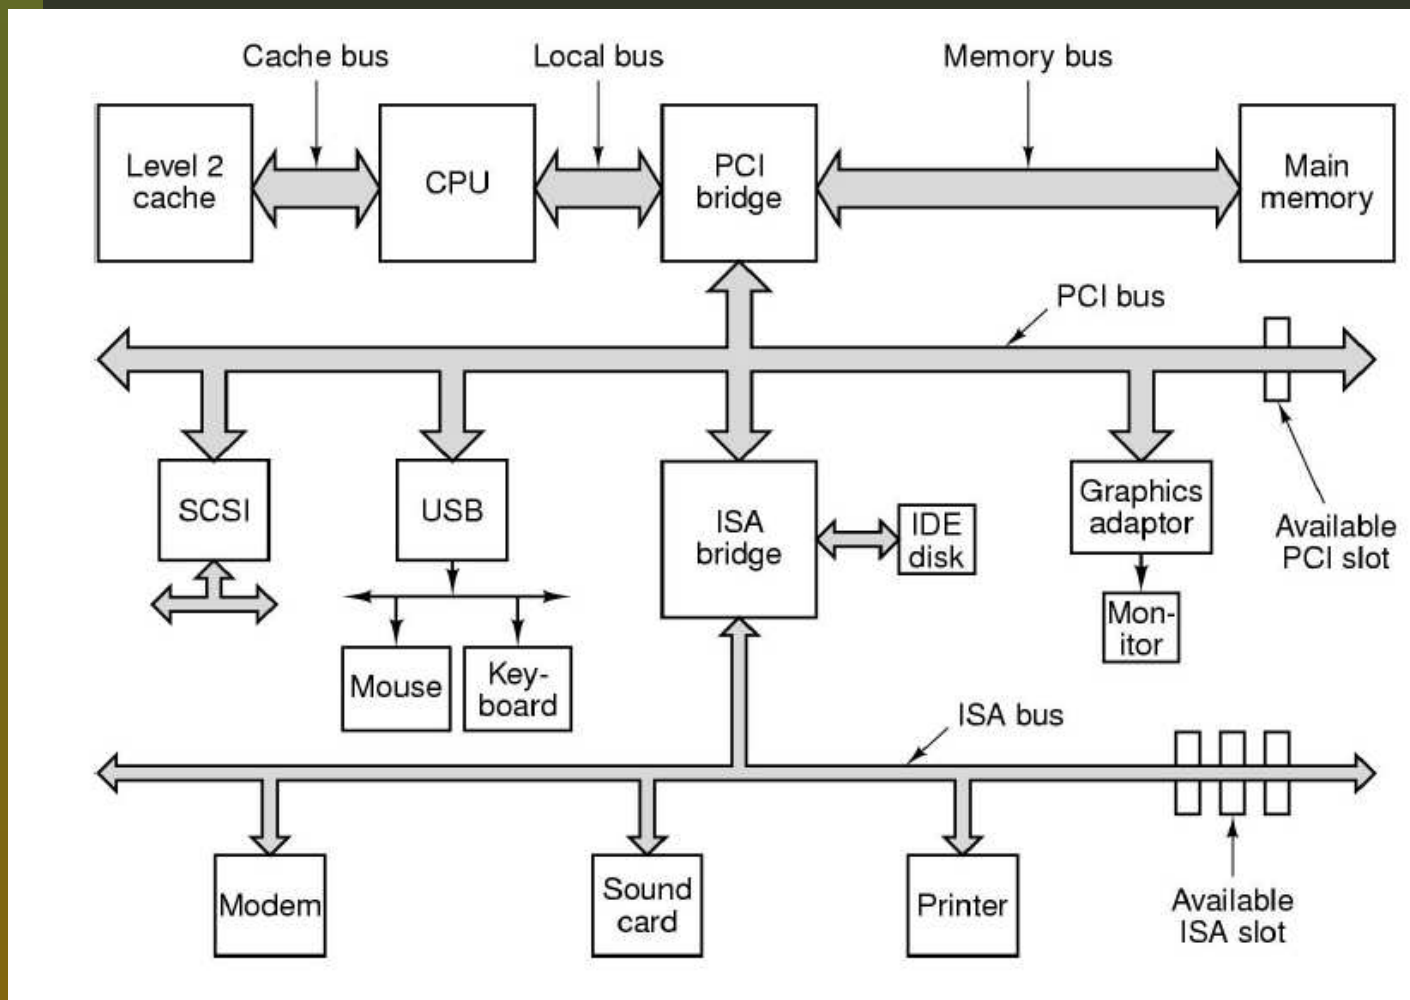 Cache bus
Local bus
Memory bus
Level 2
cache
CPU
PCI
bridge
Main
memory
PCI bus
SCSI
USB
ISA
bridge
IDE
disk
Graphics
adaptor
Available
PCI slot
Mon-
itor
Mouse
Key-
board
ISA bus
Modem
Sound
card
Printer
Available
ISA slot